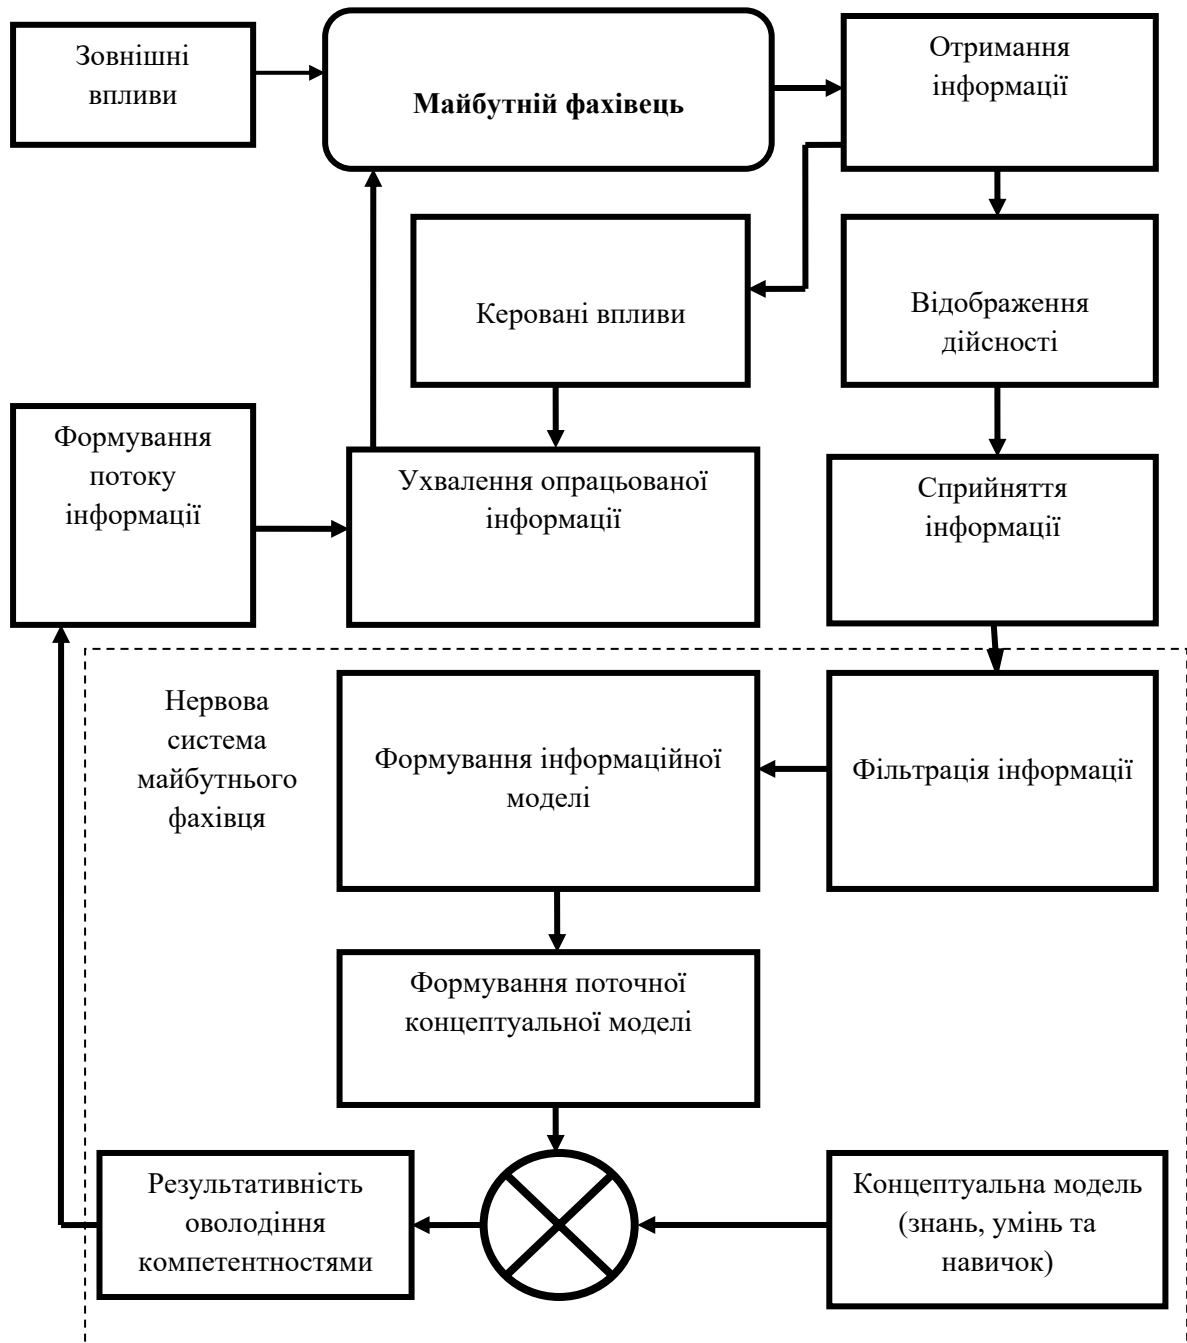 Зовнішні
впливи
Майбутній фахівець
Отримання
інформації
Керовані впливи
Відображення
дійсності
Формування
потоку
інформації
Ухвалення опрацьованої
інформації
Сприйняття
інформації
Нервова
система
майбутнього
фахівця
Формування інформаційної
моделі
Фільтрація інформації
Формування поточної
концептуальної моделі
Результативність
оволодіння
компетентностями
Концептуальна модель
(знань, умінь та
навичок)